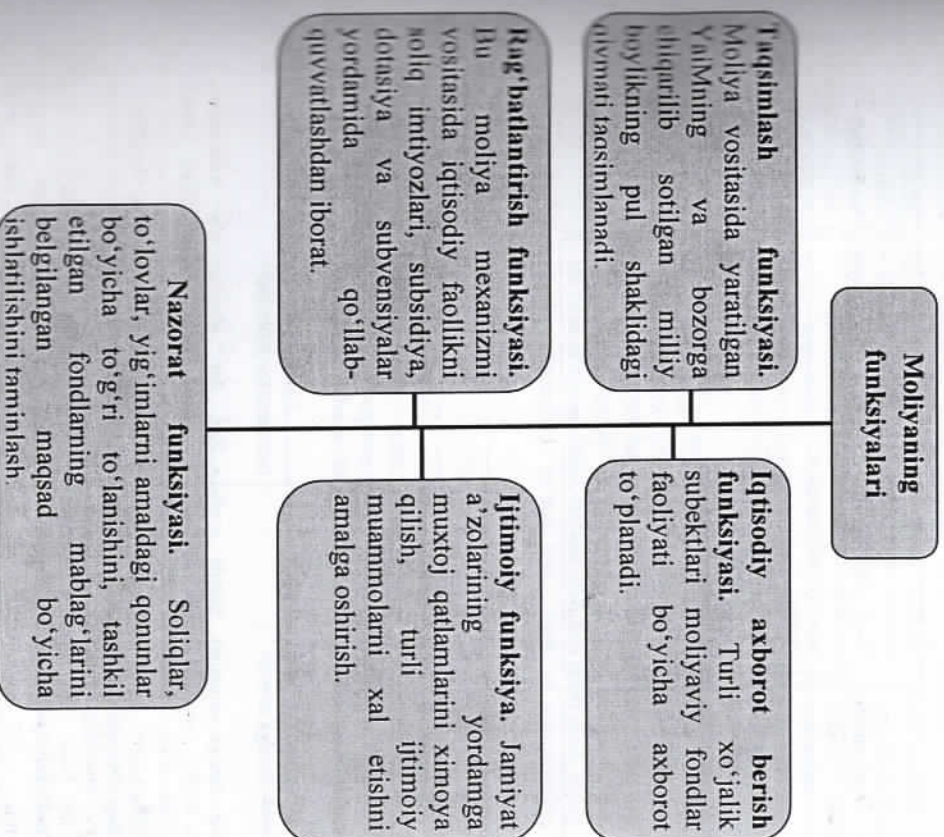 Moliyaning
funksiyalari
Taqsimlash funksiyasi.
Moliya vositasida yaratilgan
YaIMning va bozorga
chiqarilib sotilgan milliy
boylikning pul shaklidagi
qiymati taqsimlanadi.
Iqtisodiy axborot berish
funksiyasi. Turli xo‘jalik
subektlari moliyaviy fondlar
faoliyati bo‘yicha axborot
to‘planadi.
Rag‘batlantirish funksiyasi.
Bu moliya mexanizmi
vositasida iqtisodiy faollikni
soliq imtiyozlari, subsidiya,
dotasiya va subvensiyalar
yordamida qo‘llab-
quvvatlashdan iborat.
Ijtimoiy funksiya. Jamiyat
a’zolarining yordamga
muxtoj qatlamlarini ximoya
qilish, turli ijtimoiy
muammolarni xal etishni
amalga oshirish.
Nazorat funksiyasi. Soliqlar,
to‘lovlar, yig‘imlarni amaldagi qonunlar
bo‘yicha to‘g‘ri to‘lanishini, tashkil
etilgan fondlarning mablag‘larini
belgilangan maqsad bo‘yicha
ishlatilishini taminlash.